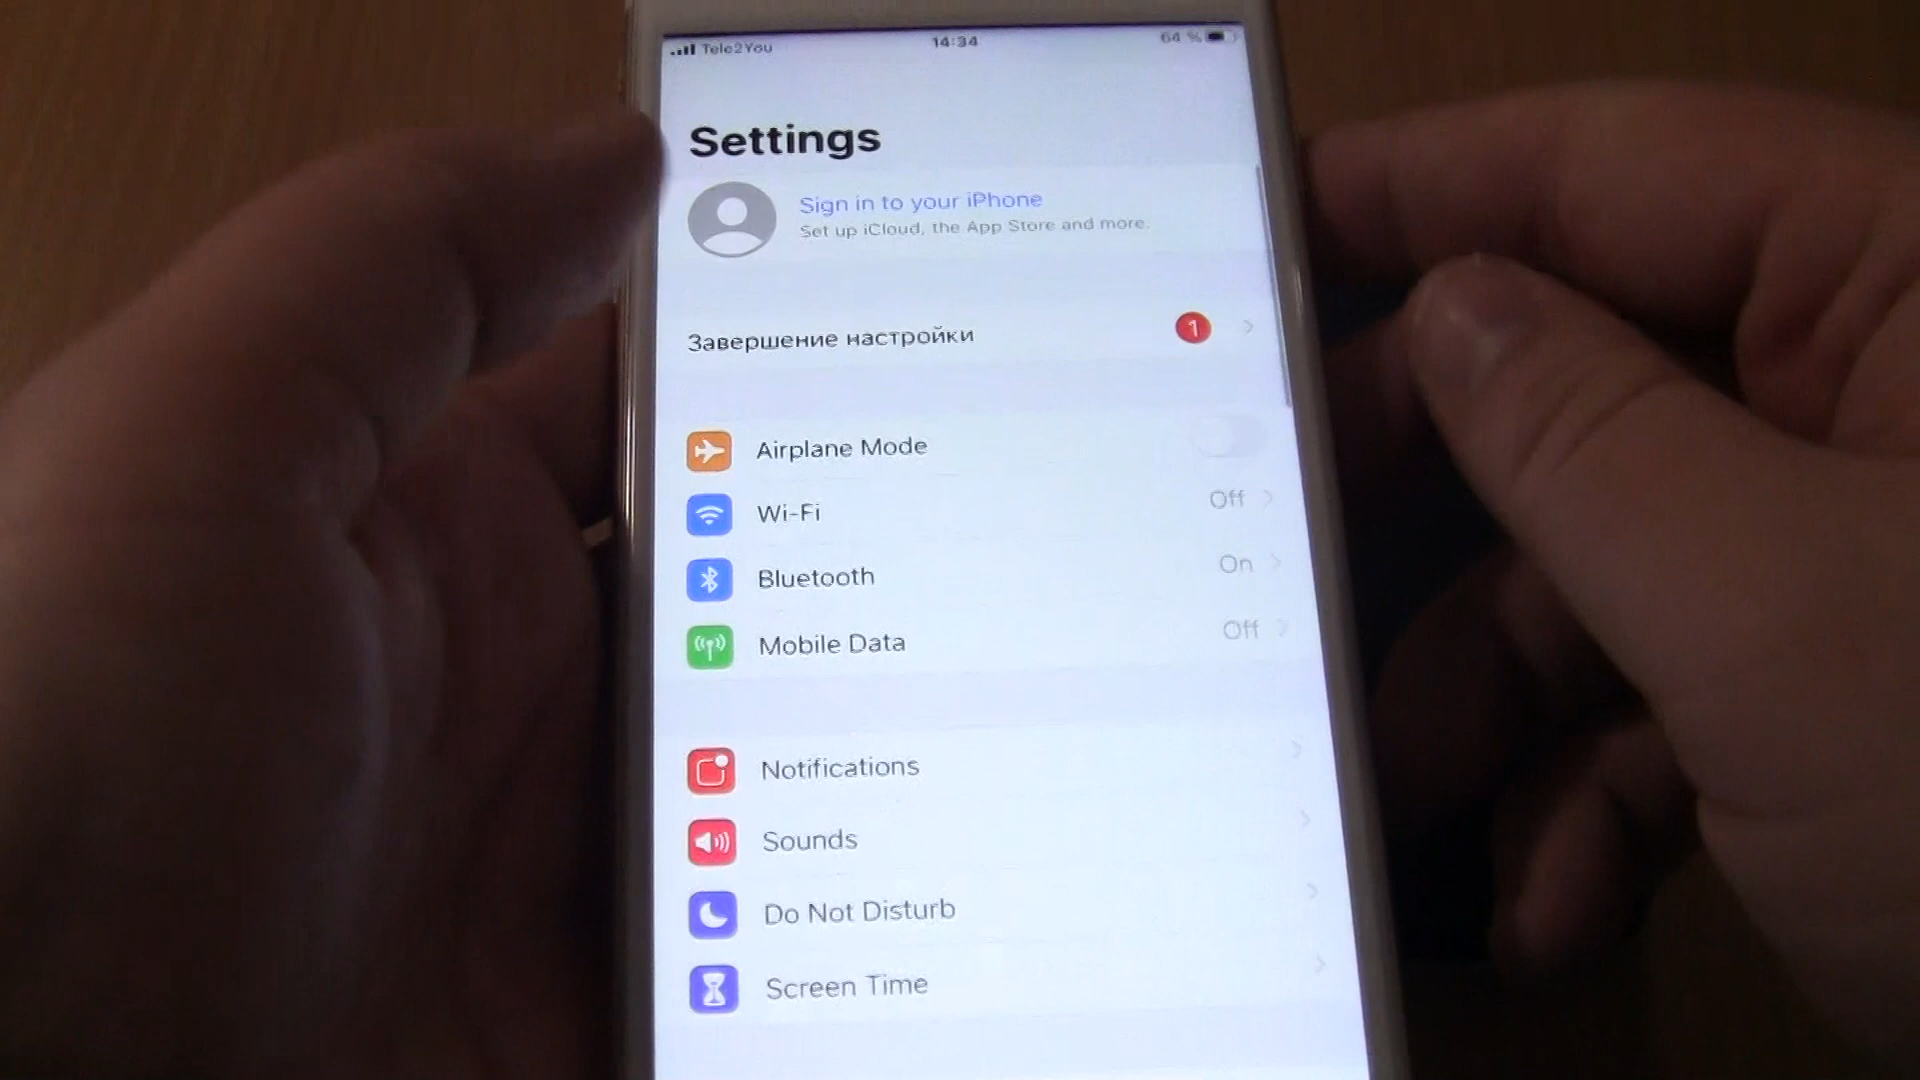 Tele2You 14:34 64 %
Settings
Sign in to your iPhone
Set up iCloud, the App Store and more.
Завершение настройки 1
Airplane Mode
Wi-Fi Off
Bluetooth On
Mobile Data Off
Notifications
Sounds
Do Not Disturb
Screen Time